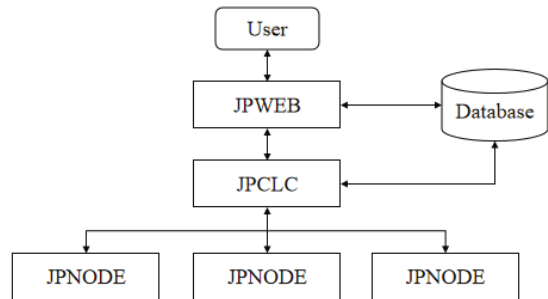 User
JPWEB
Database
JPCLC
JPNODE
JPNODE
JPNODE